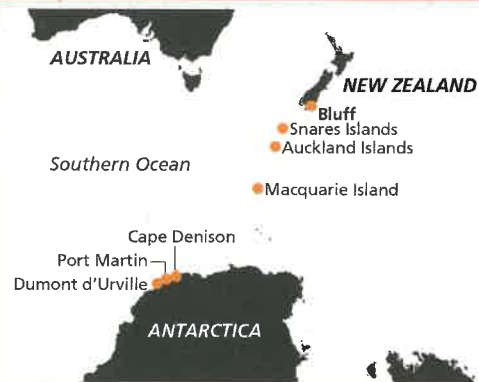 AUSTRALIA
NEW ZEALAND
Bluff
Snares Islands
Auckland Islands
Southern Ocean
Macquarie Island
Cape Denison
Port Martin
Dumont d'Urville
ANTARCTICA